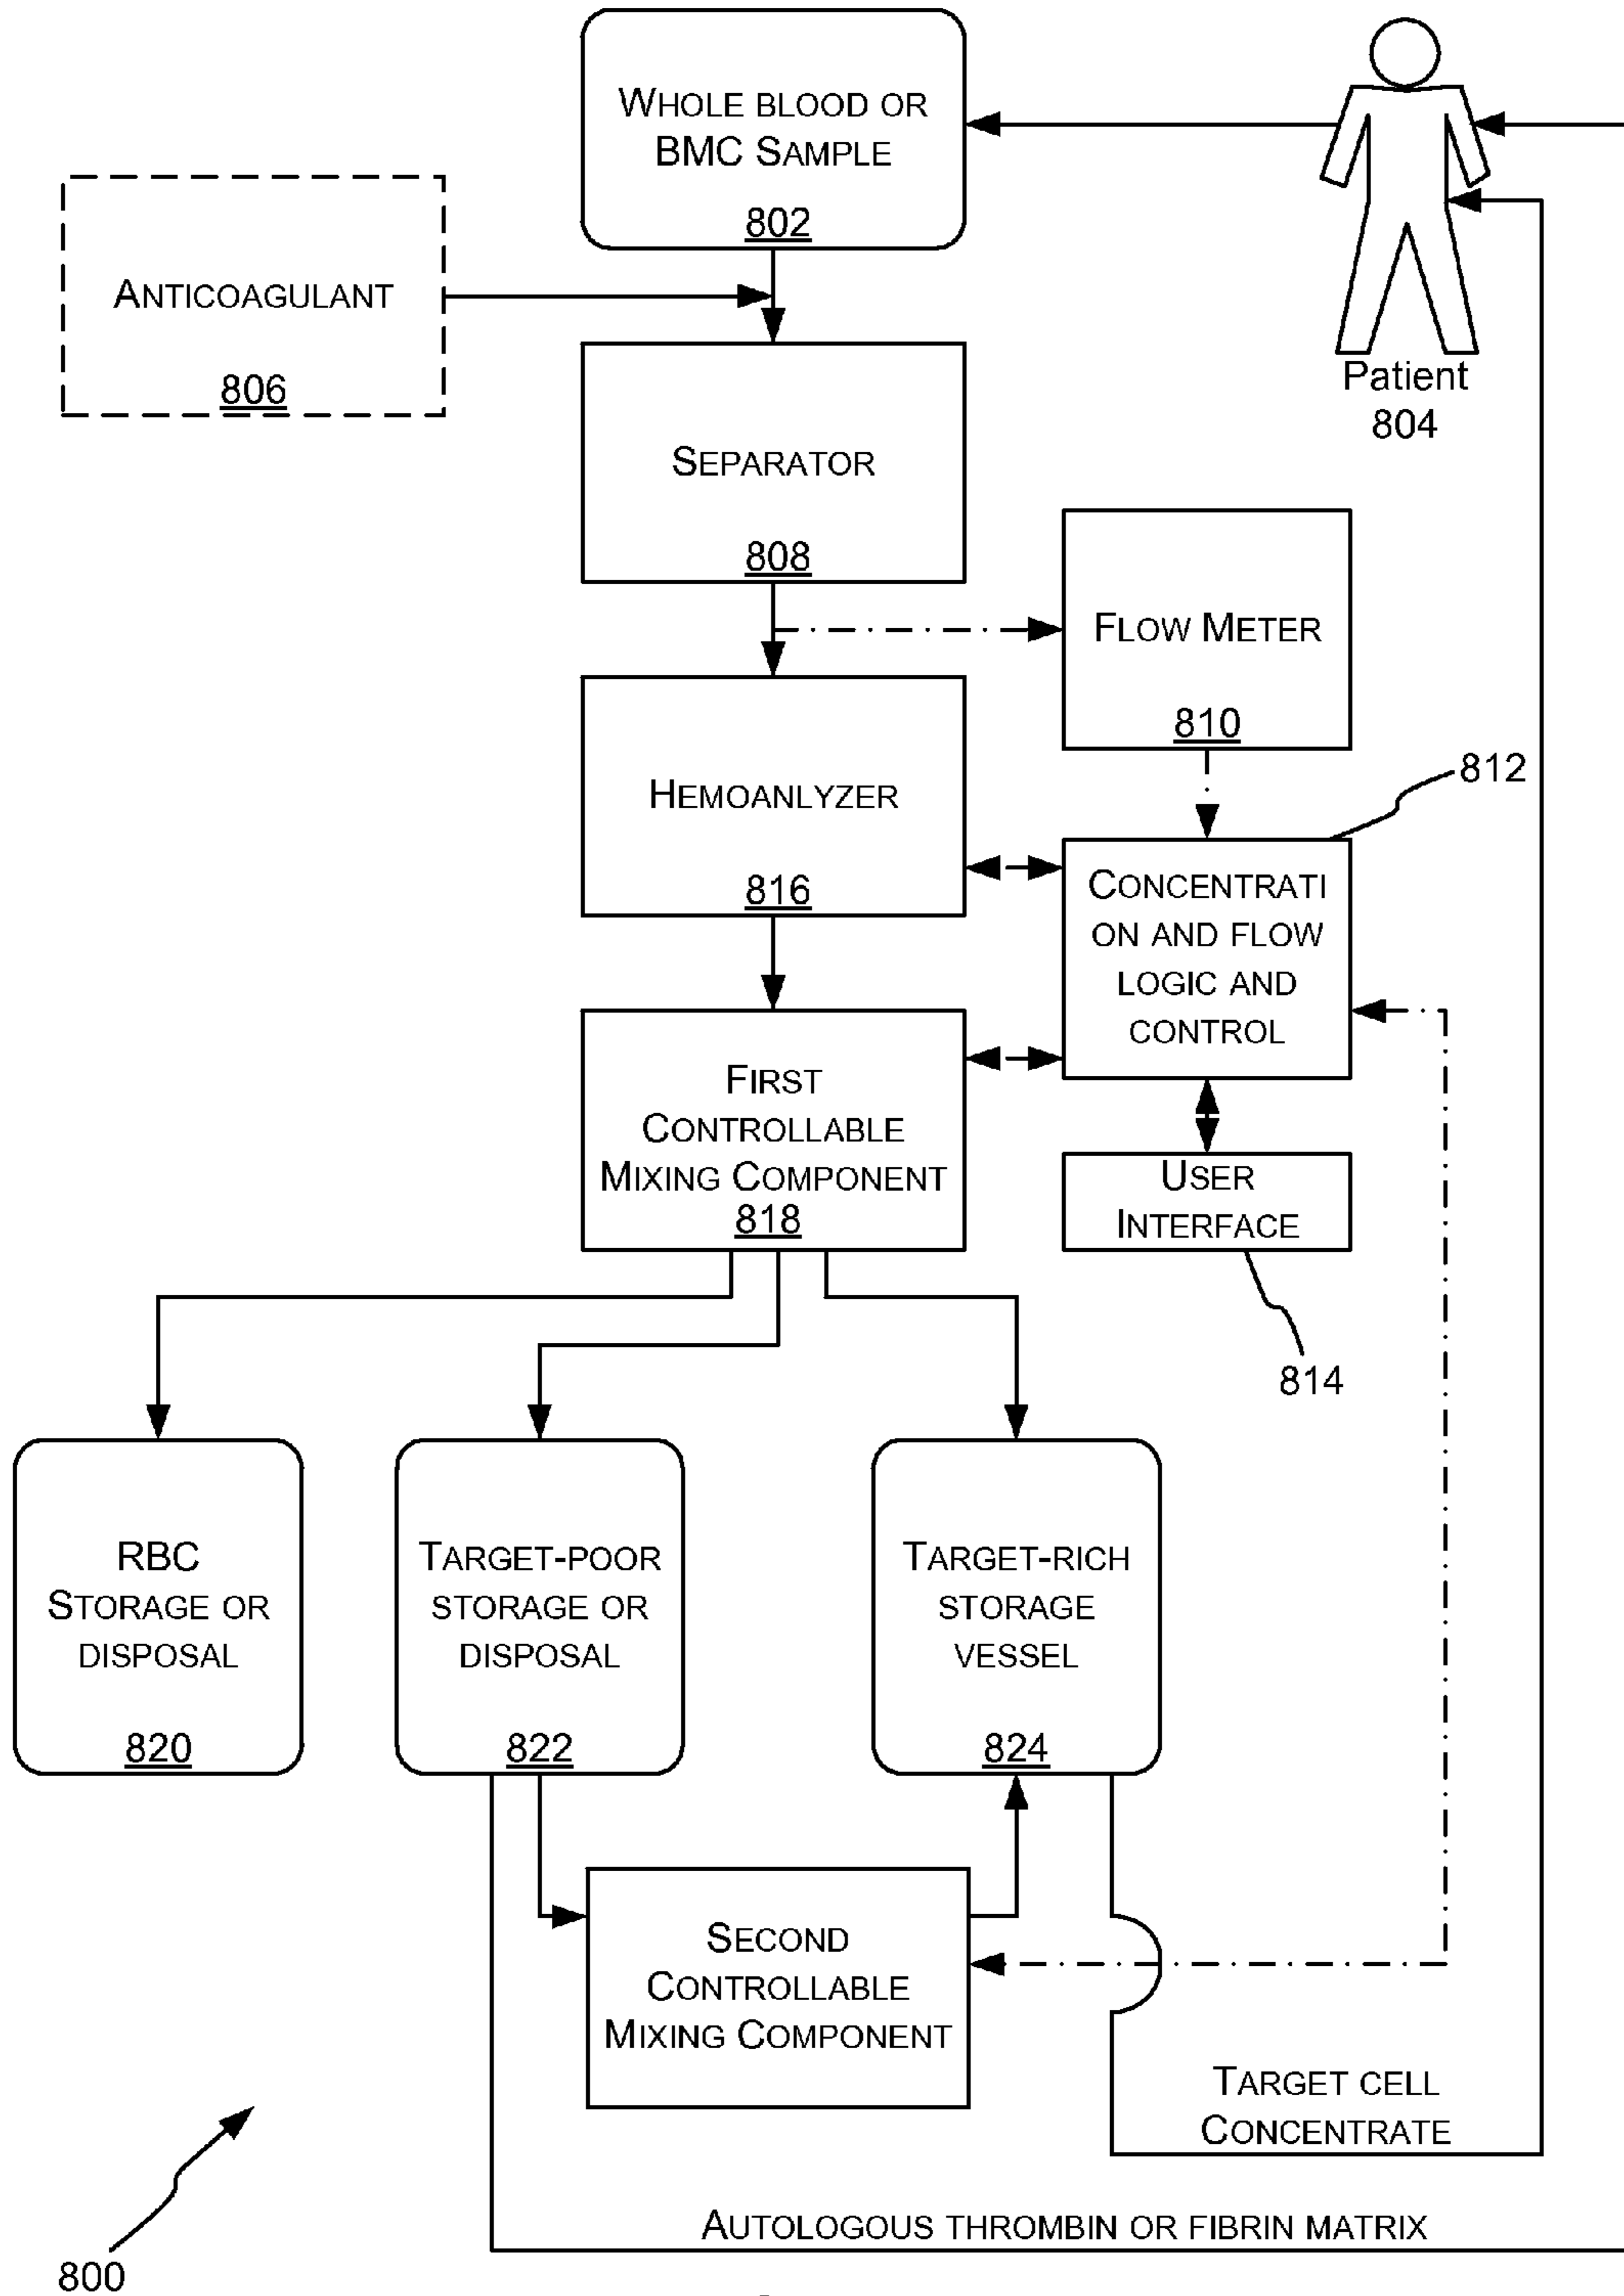 WHOLE BLOOD OR
BMC SAMPLE
802
ANTICOAGULANT
806
Patient
804
SEPARATOR
808
FLOW METER
810
812
HEMOANLYZER
816
CONCENTRATI
ON AND FLOW
LOGIC AND
CONTROL
FIRST
CONTROLLABLE
MIXING COMPONENT
818
USER
INTERFACE
814
RBC
STORAGE OR
DISPOSAL
820
TARGET-POOR
STORAGE OR
DISPOSAL
822
TARGET-RICH
STORAGE
VESSEL
824
SECOND
CONTROLLABLE
MIXING COMPONENT
TARGET CELL
CONCENTRATE
AUTOLOGOUS THROMBIN OR FIBRIN MATRIX
800